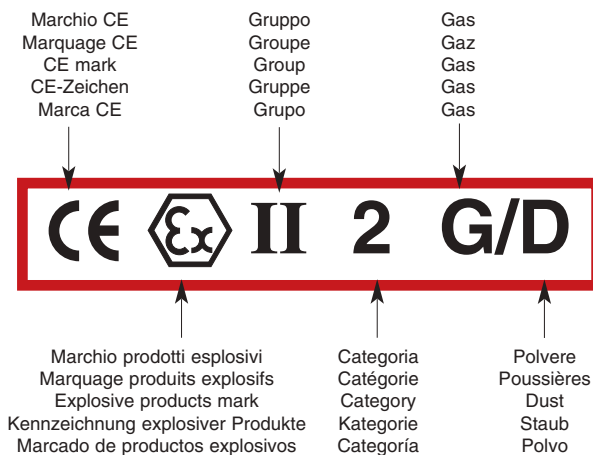 Marchio CE Gruppo Gas
Marquage CE Groupe Gaz
CE mark Group Gas
CE-Zeichen Gruppe Gas
Marca CE Grupo Gas
CE Ex II 2 G/D
Marchio prodotti esplosivi Categoria Polvere
Marquage produits explosifs Catégorie Poussières
Explosive products mark Category Dust
Kennzeichnung explosiver Produkte Kategorie Staub
Marcado de productos explosivos Categoría Polvo